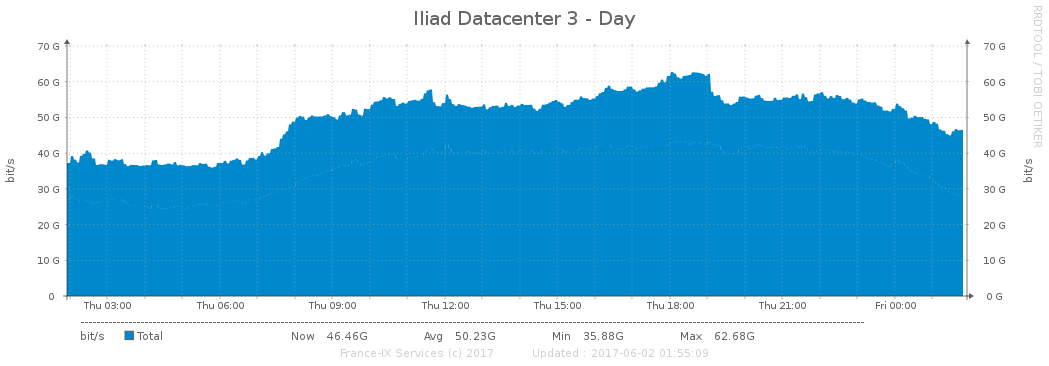 Iliad Datacenter 3 - Day
RRDTOOL / TOBI OETIKER
70 G 70 G
60 G 60 G
50 G 50 G
40 G 40 G
30 G 30 G
20 G 20 G
10 G 10 G
0 0 G
bit/s bit/s
Thu 03:00 Thu 06:00 Thu 09:00 Thu 12:00 Thu 15:00 Thu 18:00 Thu 21:00 Fri 00:00
bit/s Total Now 46.46G Avg 50.23G Min 35.88G Max 62.68G
France-IX Services (c) 2017 Updated : 2017-06-02 01:55:09